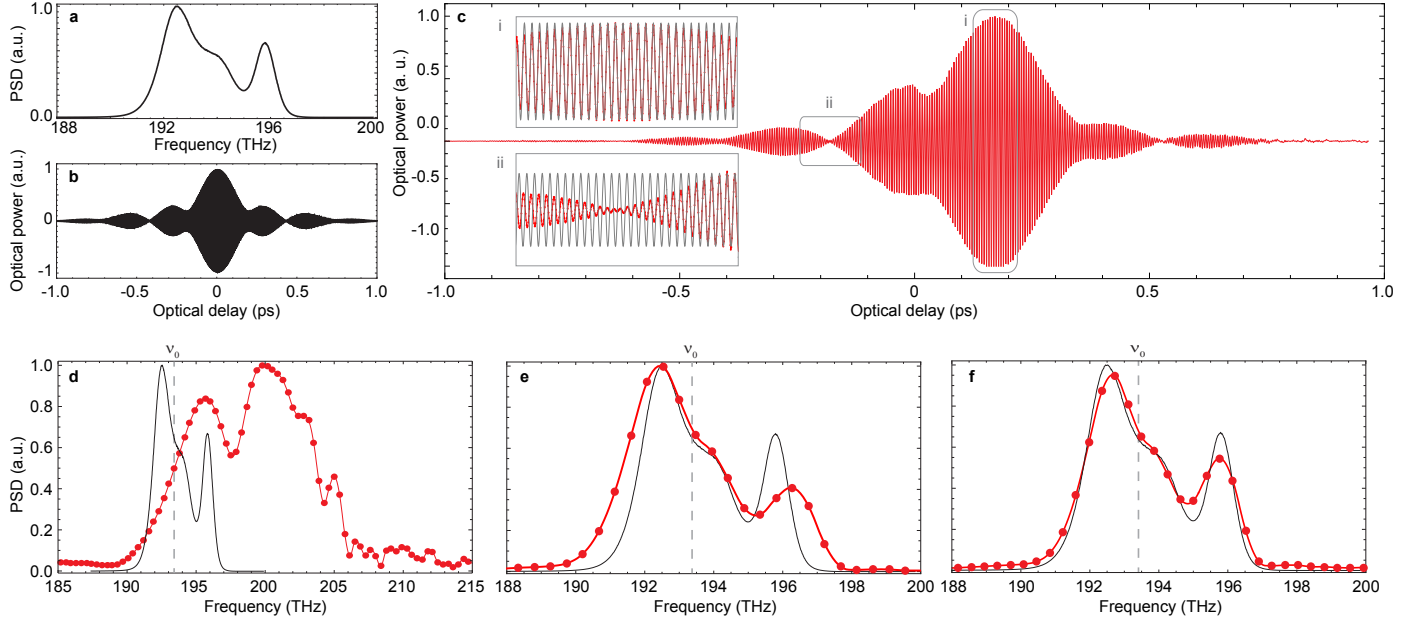 a
PSD (a.u.)
1.0
0.0
188
192
196
200
Frequency (THz)
b
Optical power (a.u.)
1
0
-1
-1.0
-0.5
0
0.5
1.0
Optical delay (ps)
c
Optical power (a. u.)
1.0
0.5
0.0
-0.5
-1.0
i
ii
i
ii
-1.0
-0.5
0
0.5
1.0
Optical delay (ps)
ν0
d
PSD (a.u.)
1.0
0.8
0.6
0.4
0.2
0.0
185
190
195
200
205
210
215
Frequency (THz)
ν0
e
188
190
192
194
196
198
200
Frequency (THz)
ν0
f
188
190
192
194
196
198
200
Frequency (THz)